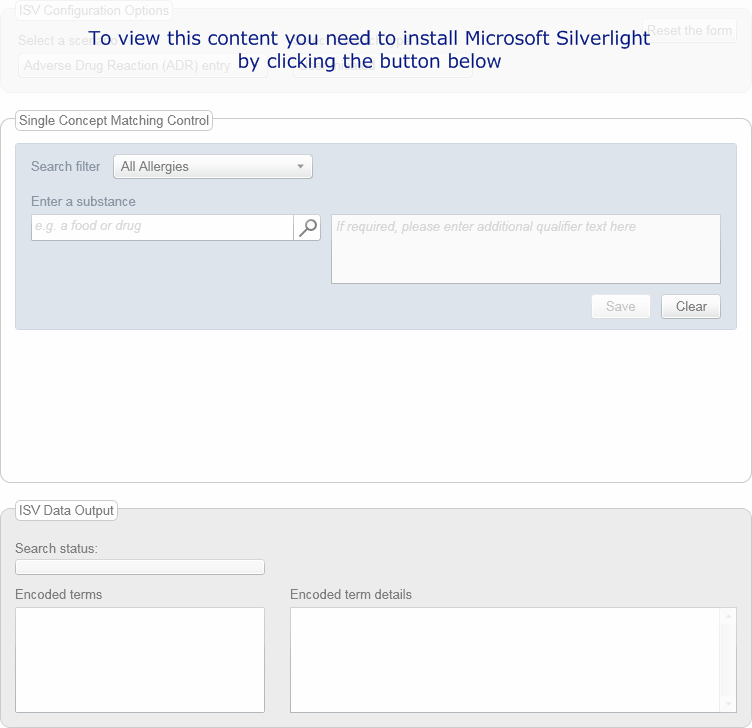 ISV Configuration Options
To view this content you need to install Microsoft Silverlight
Reset the form
Select a
by clicking the button below
Adverse Drug Reaction (ADR) entry
Single Concept Matching Control
Search filter All Allergies
Enter a substance
e.g. a food or drug
If required, please enter additional qualifier text here
Save Clear
ISV Data Output
Search status:
Encoded terms Encoded term details